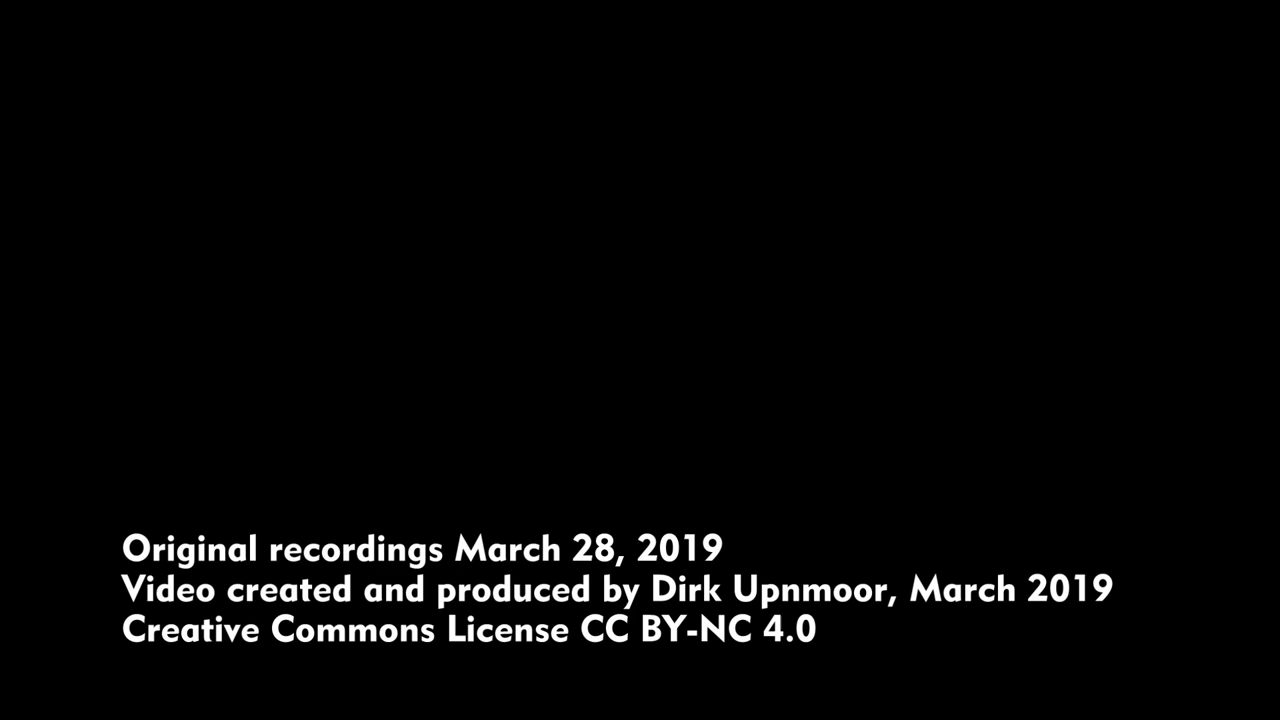 Original recordings March 28, 2019
Video created and produced by Dirk Upnmoor, March 2019
Creative Commons License CC BY-NC 4.0